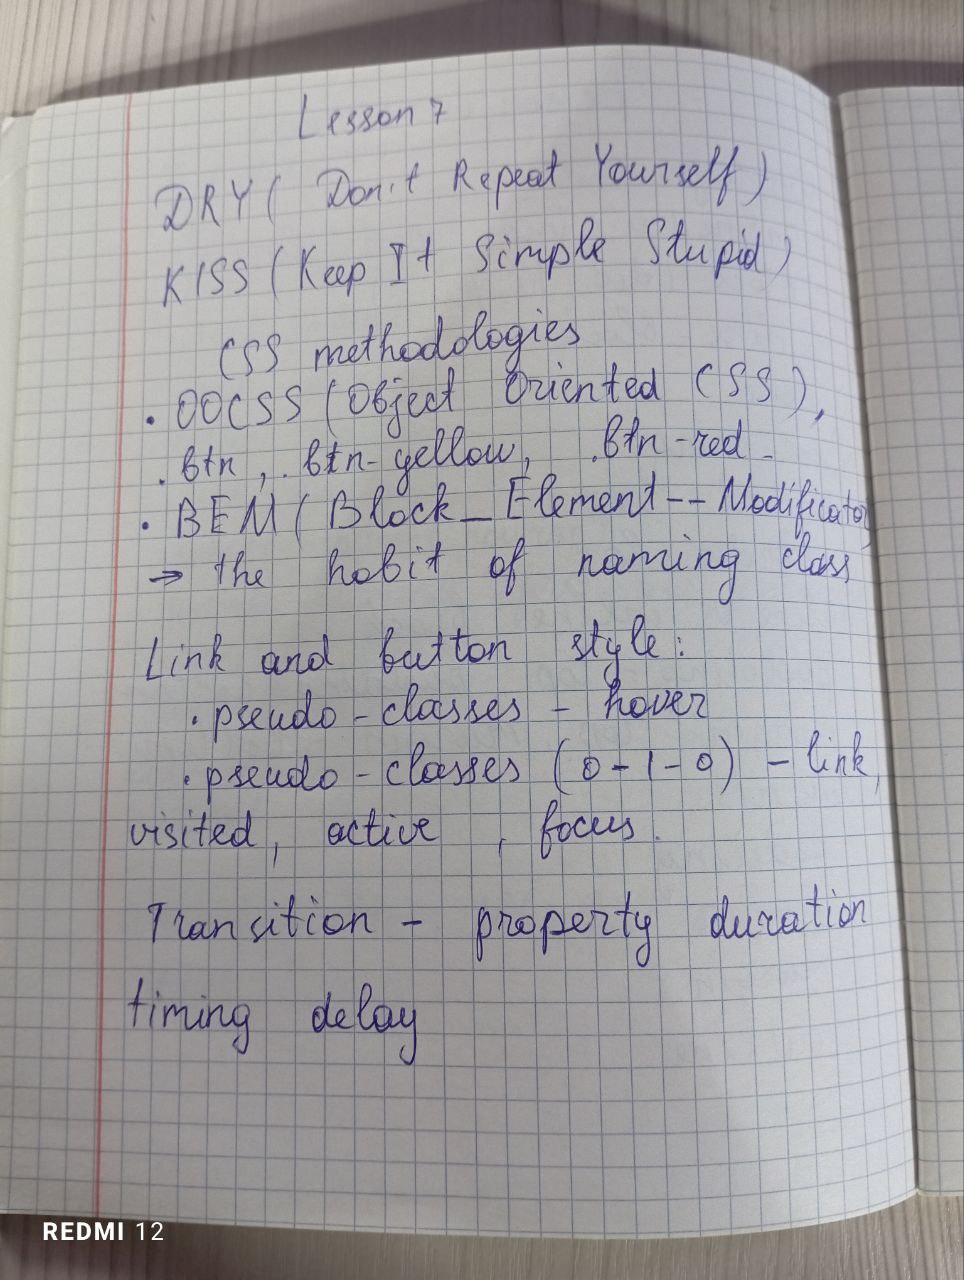 Lesson 7
DRY ( Don't Repeat Yourself )
KISS ( Keep It Simple Stupid )
CSS methodologies
• OOCSS ( Object Oriented CSS ),
.btn, .btn-yellow, .btn-red.
• BEM ( Block_Element--Modificator)
→ the habit of naming class
Link and button style:
• pseudo-classes - hover
• pseudo-classes (0-1-0) - link,
visited, active, focus.
Transition - property duration
timing delay
REDMI 12